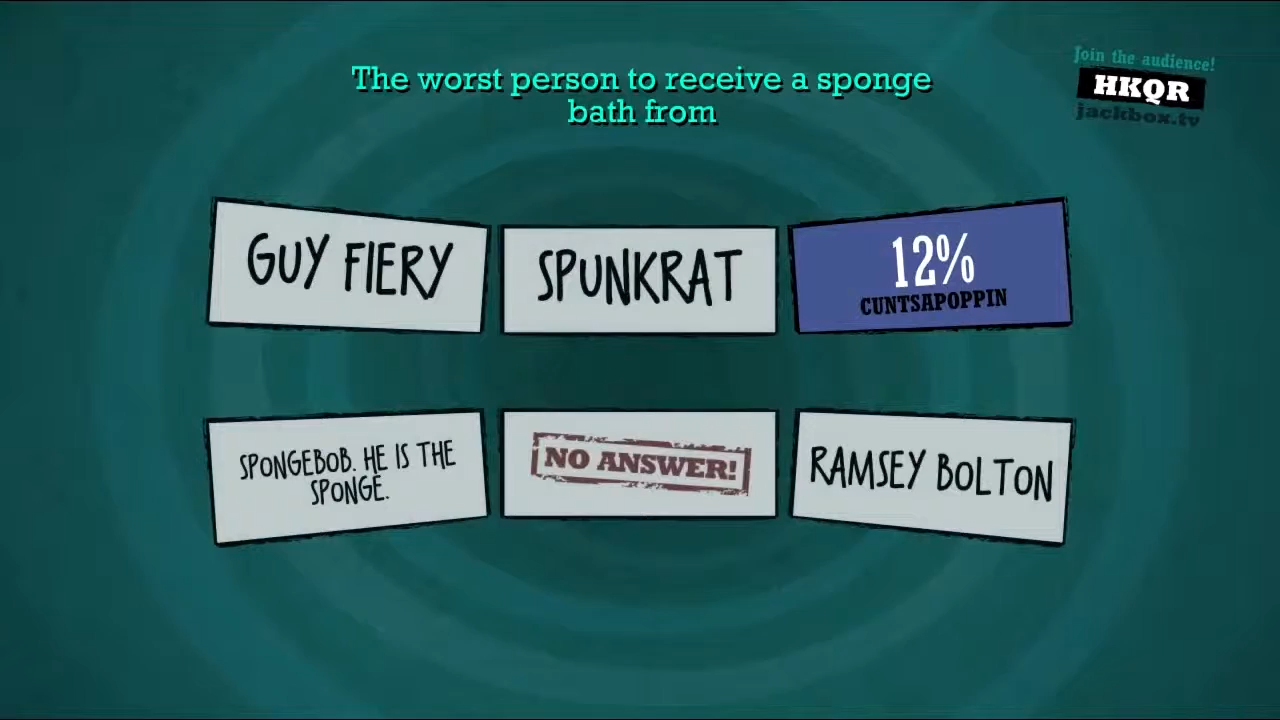 The worst person to receive a sponge
bath from
Join the audience!
HKQR
jackbox.tv
GUY FIERY
SPUNKRAT
12%
CUNTSAPOPPIN
SPONGEBOB. HE IS THE
SPONGE.
NO ANSWER!
RAMSEY BOLTON